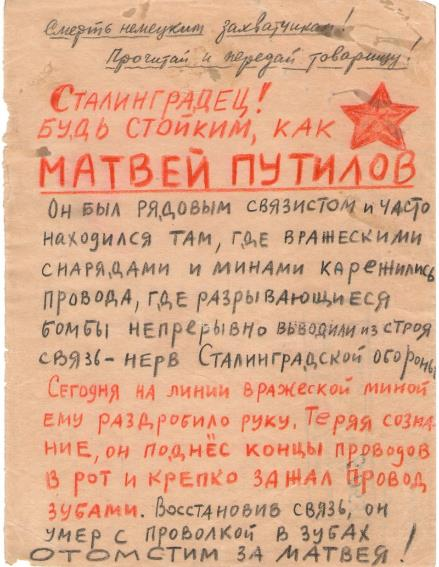 Смерть немецким захватчикам!
Прочитай и передай товарищу!
СТАЛИНГРАДЕЦ!
БУДЬ СТОЙКИМ, КАК
МАТВЕЙ ПУТИЛОВ
Он был рядовым связистом и часто
находился там, где вражескими
снарядами и минами карежились
провода, где разрывающиеся
бомбы непрерывно выводили из строя
связь - нерв Сталинградской обороны
Сегодня на линии вражеской миной
ему раздробило руку. Теряя созна-
ние, он поднёс концы проводов
в рот и крепко зажал провод
зубами. Восстановив связь, он
умер с проволкой в зубах
ОТОМСТИМ ЗА МАТВЕЯ!